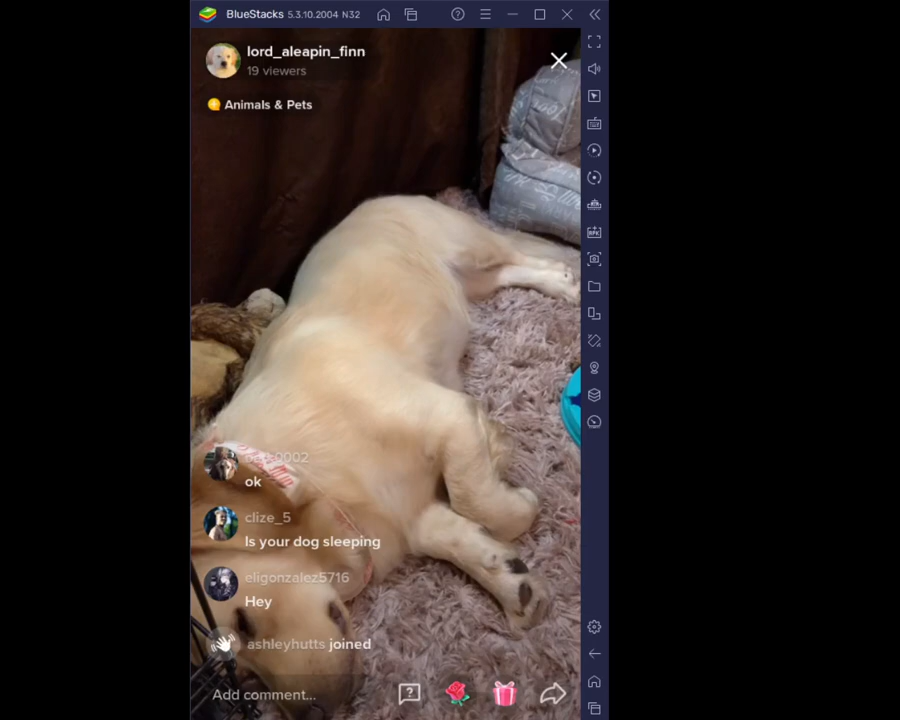 BlueStacks 5.3.10.2004 N32
lord_aleapin_finn
19 viewers
Animals & Pets
ok
clize_5
Is your dog sleeping
eligonzalez5716
Hey
ashleyhutts joined
Add comment...